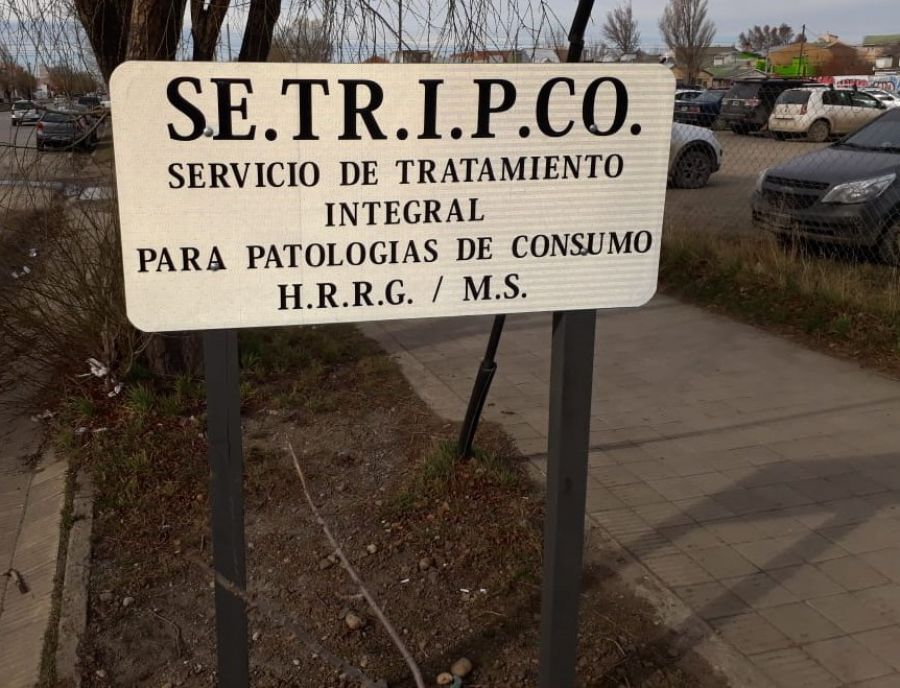 SE.TR.I.P.CO.
SERVICIO DE TRATAMIENTO
INTEGRAL
PARA PATOLOGIAS DE CONSUMO
H.R.R.G. / M.S.